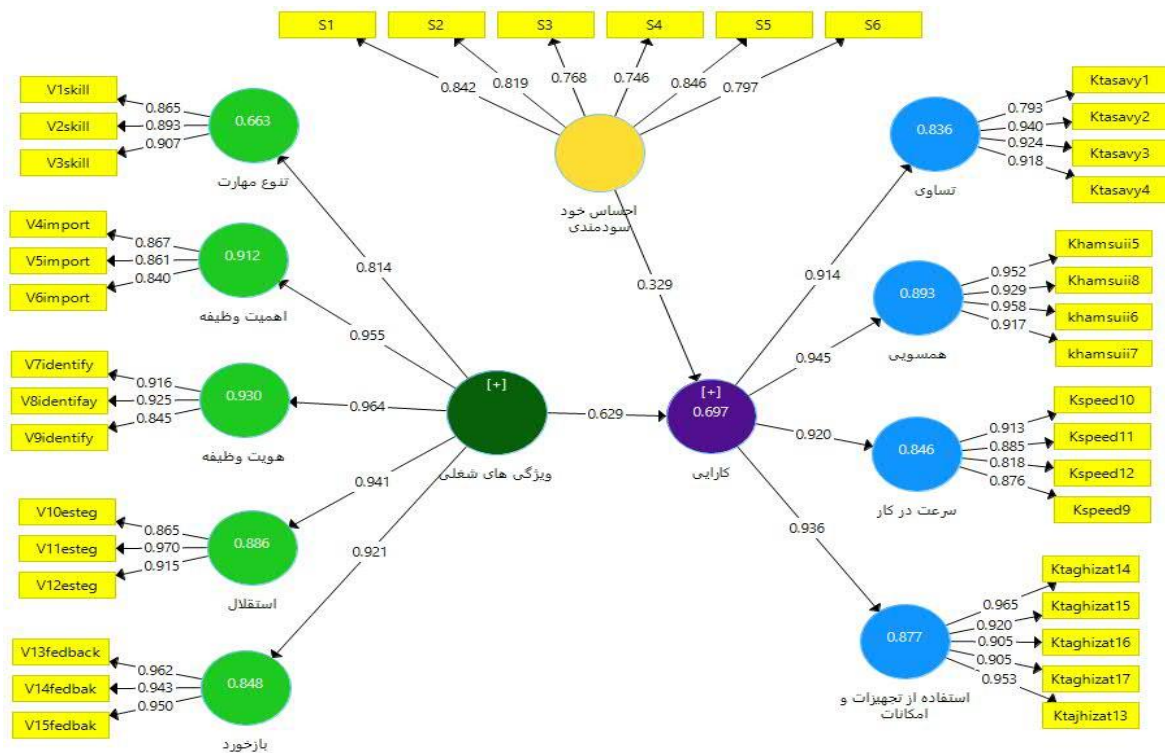 S1
S2
S3
S4
S5
S6
0.842
0.819
0.768
0.746
0.846
0.797
احساس خود
سودمندی
0.329
V1skill
V2skill
V3skill
0.865
0.893
0.907
0.663
تنوع مهارت
0.814
V4import
V5import
V6import
0.867
0.861
0.840
0.912
اهمیت وظیفه
0.955
V7identify
V8identifay
V9identify
0.916
0.925
0.845
0.930
هویت وظیفه
0.964
V10esteg
V11esteg
V12esteg
0.865
0.970
0.915
0.886
استقلال
0.941
V13fedback
V14fedbak
V15fedbak
0.962
0.943
0.950
0.848
بازخورد
0.921
ویژگی های شغلی
[+]
0.629
[+]
0.697
کارایی
0.914
0.836
تساوی
0.793
0.940
0.924
0.918
Ktasavy1
Ktasavy2
Ktasavy3
Ktasavy4
0.945
0.893
همسویی
0.952
0.929
0.958
0.917
Khamsuii5
Khamsuii8
khamsuii6
khamsuii7
0.920
0.846
سرعت در کار
0.913
0.885
0.818
0.876
Kspeed10
Kspeed11
Kspeed12
Kspeed9
0.936
0.877
استفاده از تجهیزات و
امکانات
0.965
0.920
0.905
0.905
0.953
Ktaghizat14
Ktaghizat15
Ktaghizat16
Ktaghizat17
Ktajhizat13